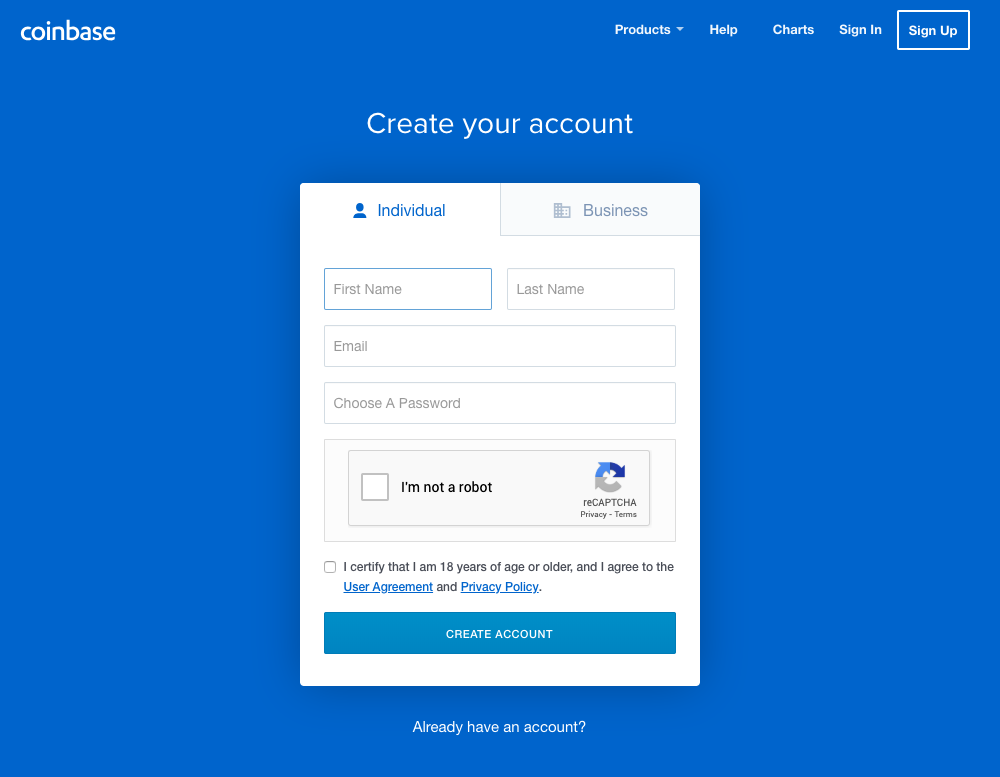 coinbase
Products
Help
Charts
Sign In
Sign Up
Create your account
Individual
Business
First Name
Last Name
Email
Choose A Password
I'm not a robot
reCAPTCHA
Privacy - Terms
I certify that I am 18 years of age or older, and I agree to the
User Agreement and Privacy Policy.
CREATE ACCOUNT
Already have an account?